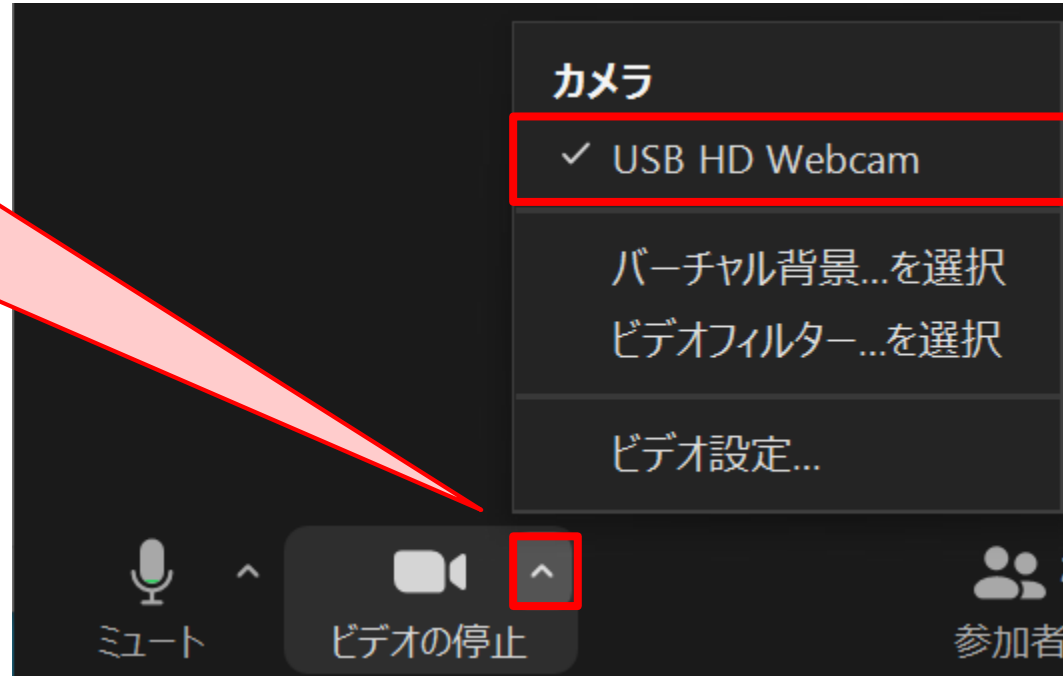 カメラ
USB HD Webcam
バーチャル背景...を選択
ビデオフィルター...を選択
ビデオ設定...
ミュート
ビデオの停止
参加者